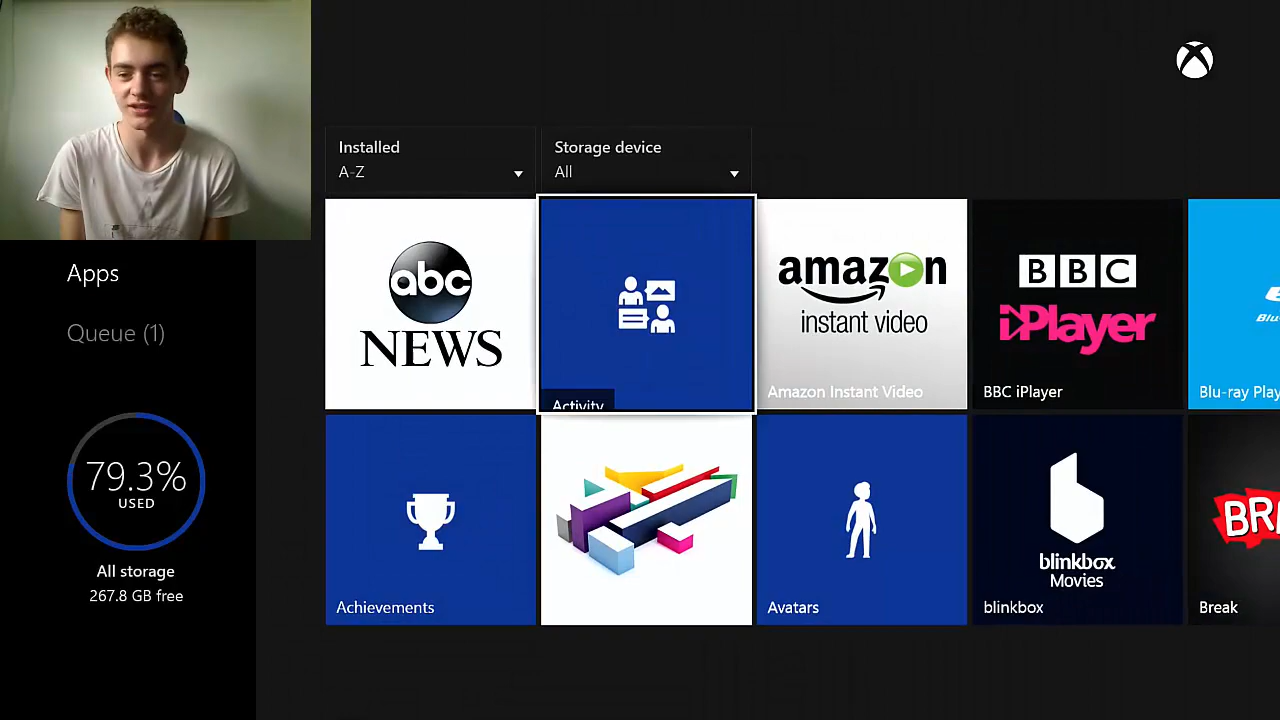 Installed
A-Z
Storage device
All
Apps
Queue (1)
79.3%
USED
All storage
267.8 GB free
abc
NEWS
Activity
amazon
instant video
Amazon Instant Video
BBC
iPlayer
BBC iPlayer
Blu-ray Play
Achievements
Avatars
blinkbox
Movies
blinkbox
BR
Break